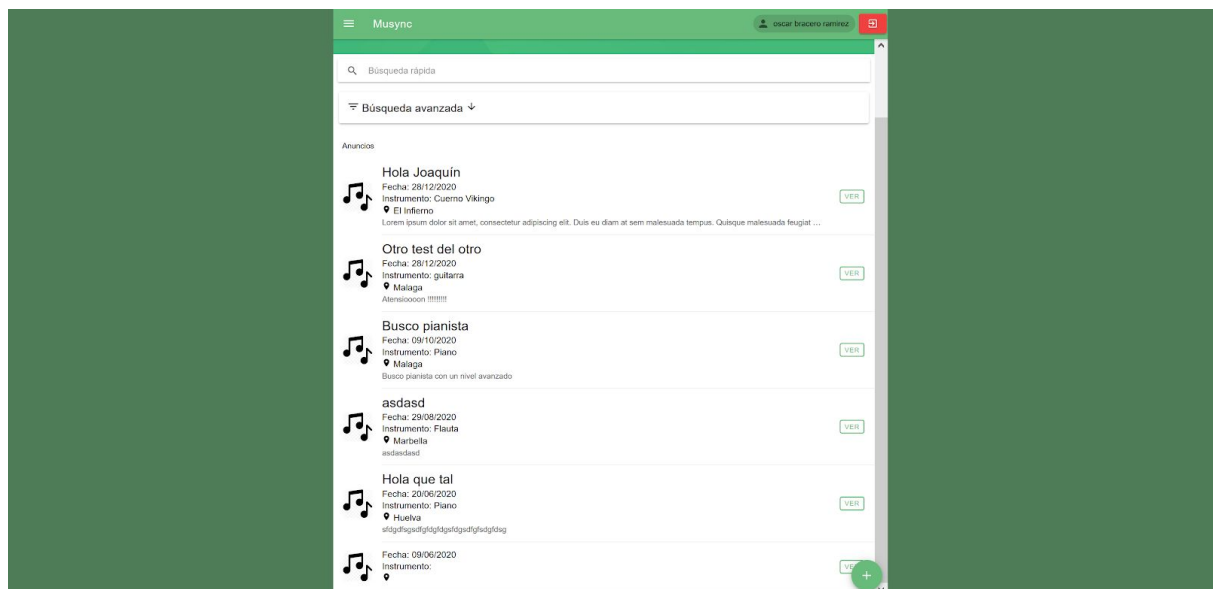 Musync
oscar bracero ramirez
Búsqueda rápida
Búsqueda avanzada
Anuncios
Hola Joaquín
Fecha: 28/12/2020
Instrumento: Cuerno Vikingo
El Infierno
Lorem ipsum dolor sit amet, consectetur adipiscing elit. Duis eu diam at sem malesuada tempus. Quisque malesuada feugiat …
VER
Otro test del otro
Fecha: 28/12/2020
Instrumento: guitarra
Malaga
Atensioooon !!!!!!!!!!
VER
Busco pianista
Fecha: 09/10/2020
Instrumento: Piano
Malaga
Busco pianista con un nivel avanzado
VER
asdasd
Fecha: 29/08/2020
Instrumento: Flauta
Marbella
asdasdasd
VER
Hola que tal
Fecha: 20/06/2020
Instrumento: Piano
Huelva
VER
Fecha: 09/06/2020
Instrumento: